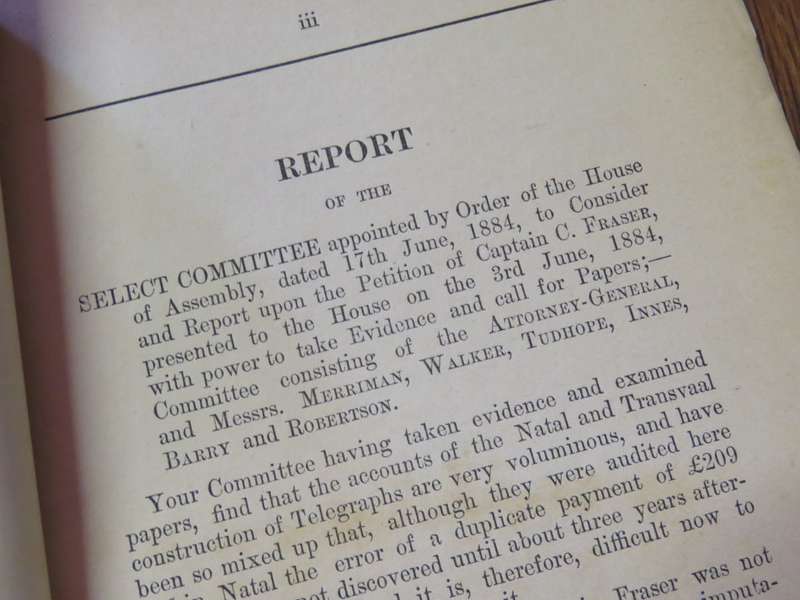 iii
REPORT
OF THE
SELECT COMMITTEE appointed by Order of the House
of Assembly, dated 17th June, 1884, to Consider
and Report upon the Petition of Captain C. FRASER,
presented to the House on the 3rd June, 1884,
with power to take Evidence and call for Papers;—
Committee consisting of the ATTORNEY-GENERAL,
and Messrs. MERRIMAN, WALKER, TUDHOPE, INNES,
BARRY and ROBERTSON.
Your Committee having taken evidence and examined
papers, find that the accounts of the Natal and Transvaal
construction of Telegraphs are very voluminous, and have
been so mixed up that, although they were audited here
in Natal the error of a duplicate payment of £209
not discovered until about three years after-
it is, therefore, difficult now to
Fraser was not
imputa-